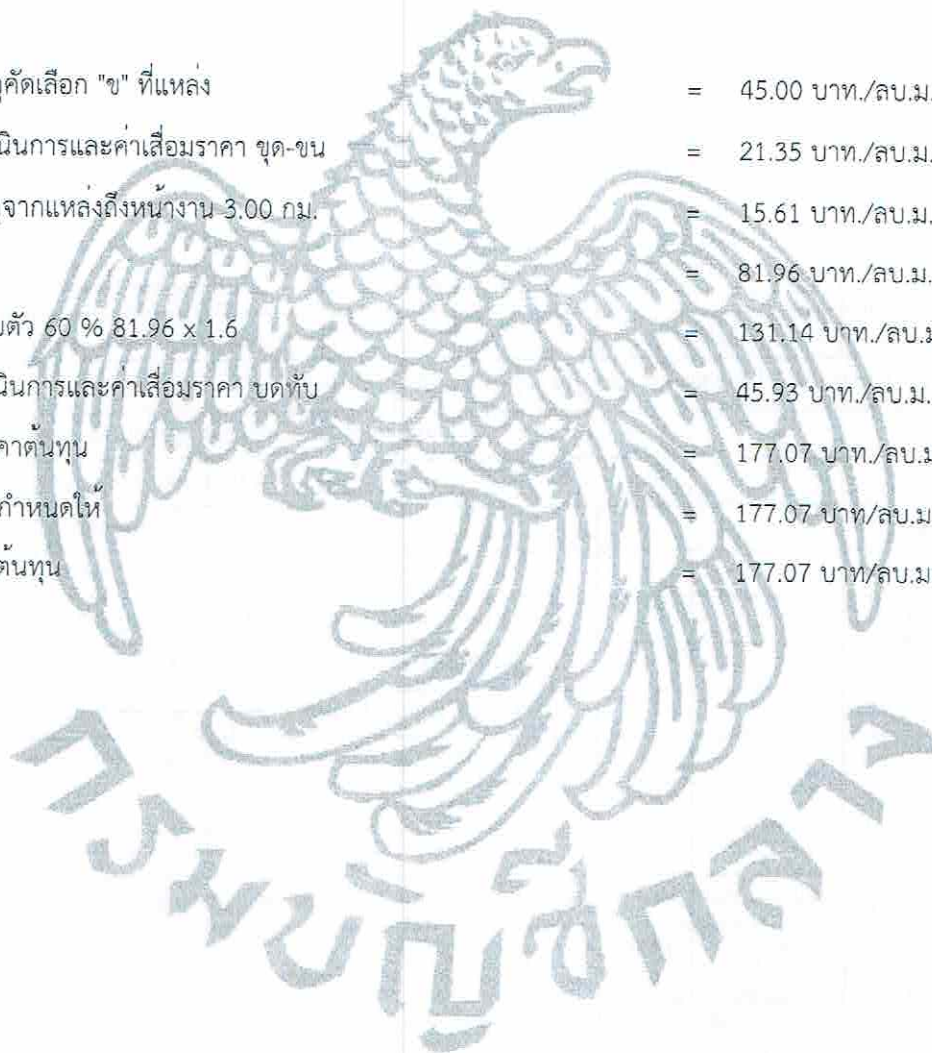 คัดเลือก "ข" ที่แหล่ง = 45.00 บาท./ลบ.ม.
นินการและค่าเสื่อมราคา ขุด-ขน = 21.35 บาท./ลบ.ม.
จากแหล่งถึงหน้างาน 3.00 กม. = 15.61 บาท./ลบ.ม.
= 81.96 บาท./ลบ.ม.
บตัว 60 % 81.96 x 1.6 = 131.14 บาท./ลบ.ม
นินการและค่าเสื่อมราคา บดทับ = 45.93 บาท./ลบ.ม.
คาต้นทุน = 177.07 บาท./ลบ.ม
กำหนดให้ = 177.07 บาท/ลบ.ม
ต้นทุน = 177.07 บาท/ลบ.ม
กรมบัญชีกลาง